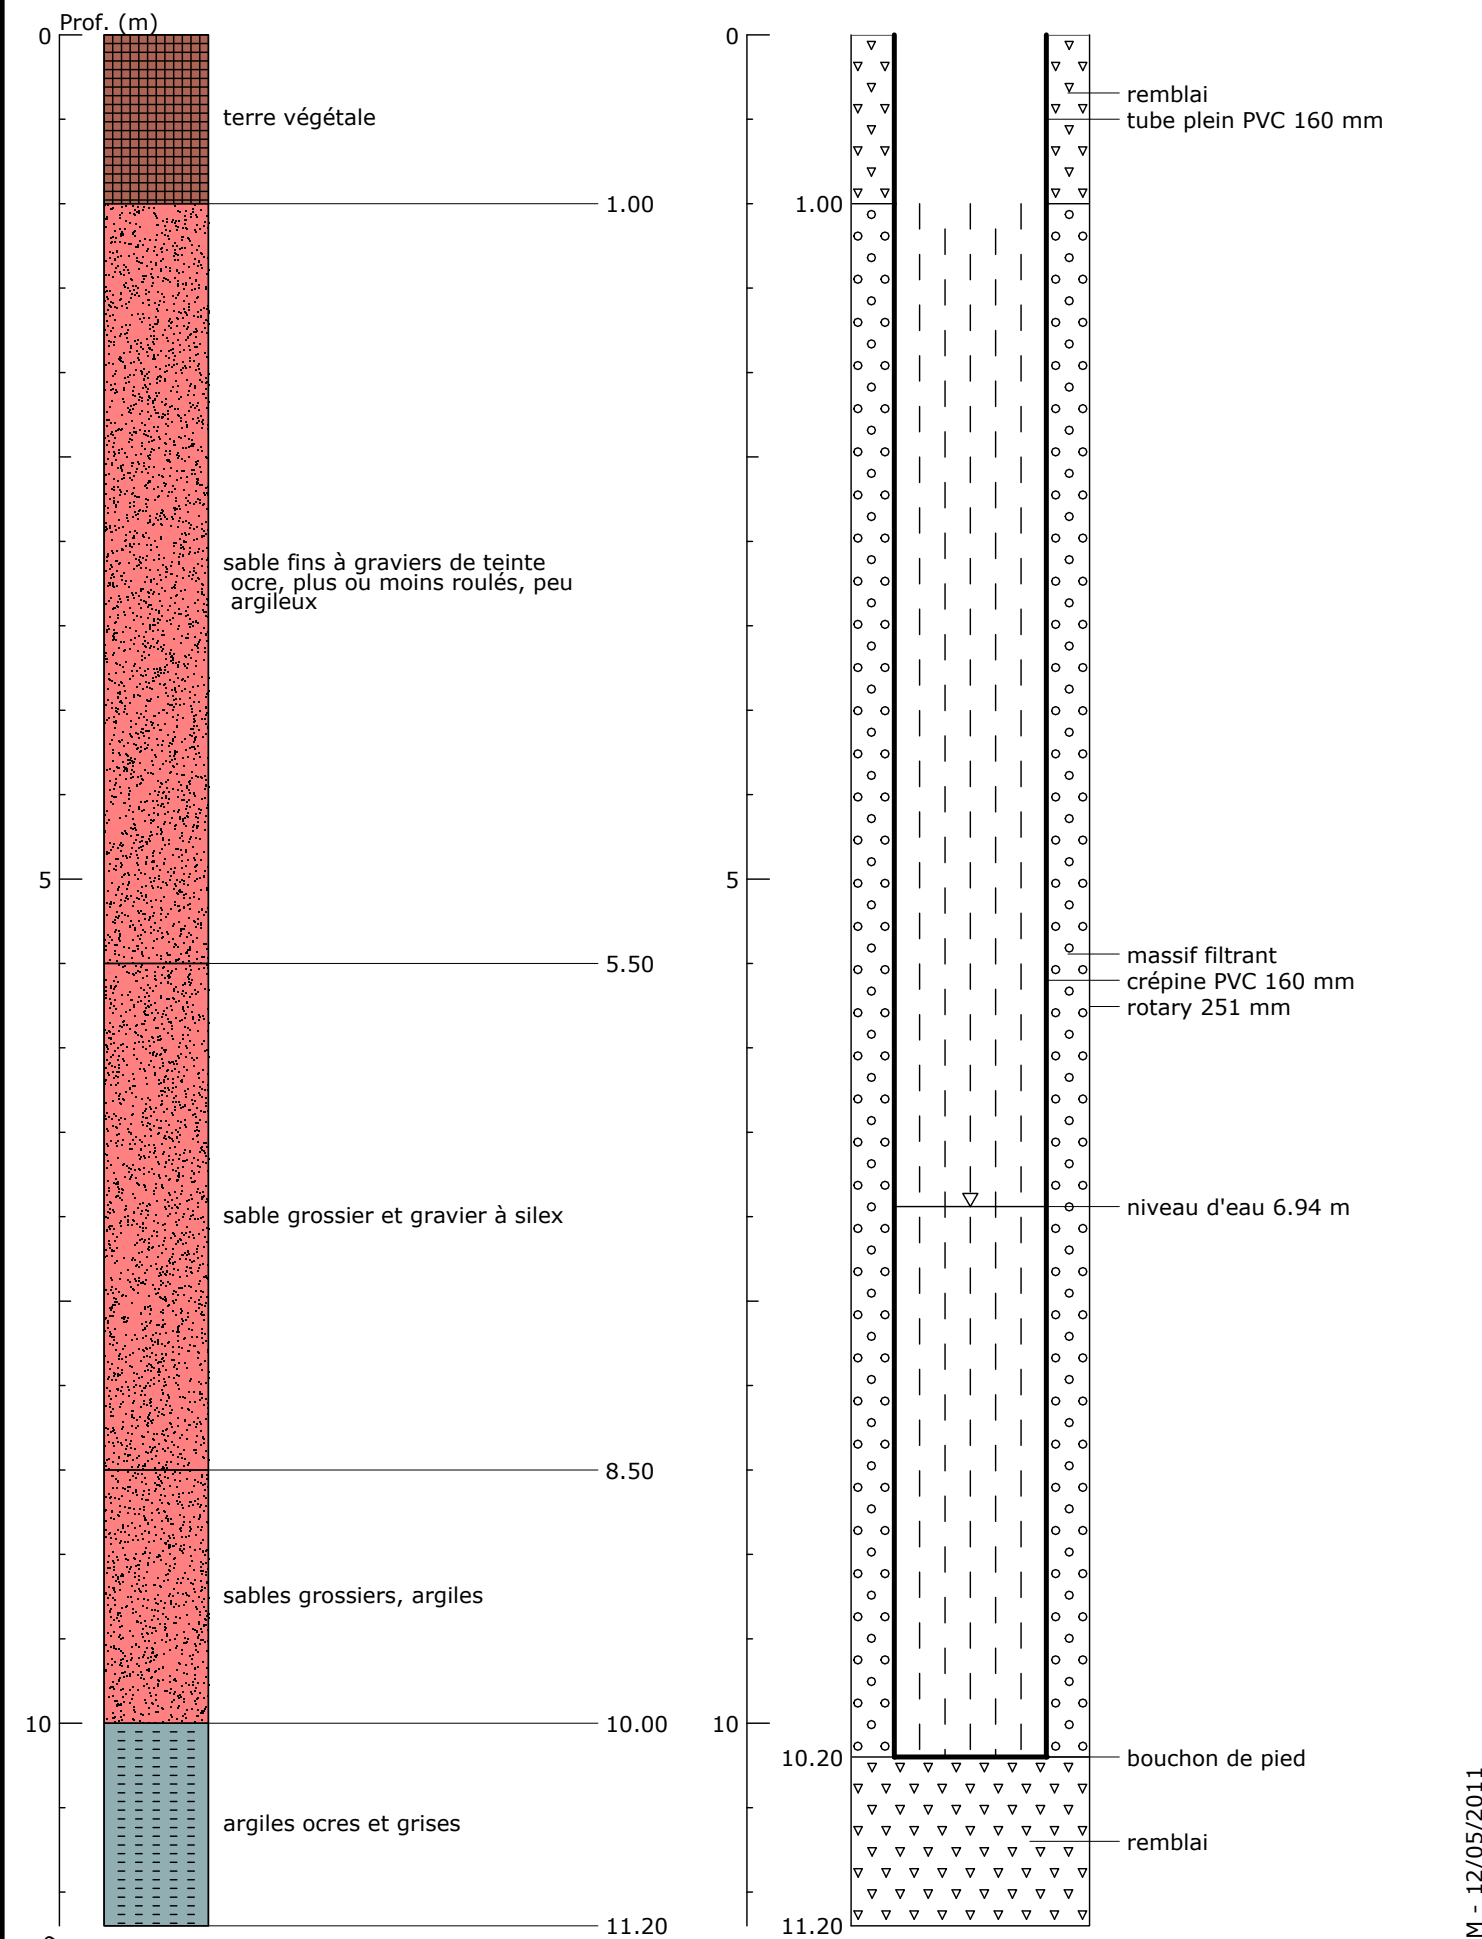 Prof. (m)
0
terre végétale
1.00
sable fins à graviers de teinte
ocre, plus ou moins roulés, peu
argileux
5
5.50
sable grossier et gravier à silex
8.50
sables grossiers, argiles
10
10.00
argiles ocres et grises
11.20
0
remblai
tube plein PVC 160 mm
1.00
5
massif filtrant
crépine PVC 160 mm
rotary 251 mm
niveau d'eau 6.94 m
10
10.20
bouchon de pied
remblai
11.20
M - 12/05/2011